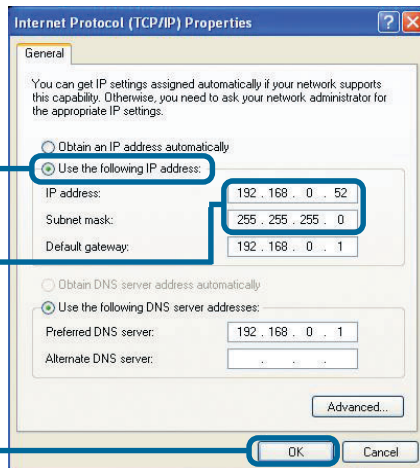 Internet Protocol (TCP/IP) Properties
General
You can get IP settings assigned automatically if your network supports
this capability. Otherwise, you need to ask your network administrator for
the appropriate IP settings.
Obtain an IP address automatically
Use the following IP address:
IP address: 192 . 168 . 0 . 52
Subnet mask: 255 . 255 . 255 . 0
Default gateway: 192 . 168 . 0 . 1
Obtain DNS server address automatically
Use the following DNS server addresses:
Preferred DNS server: 192 . 168 . 0 . 1
Alternate DNS server: . . .
Advanced...
OK Cancel